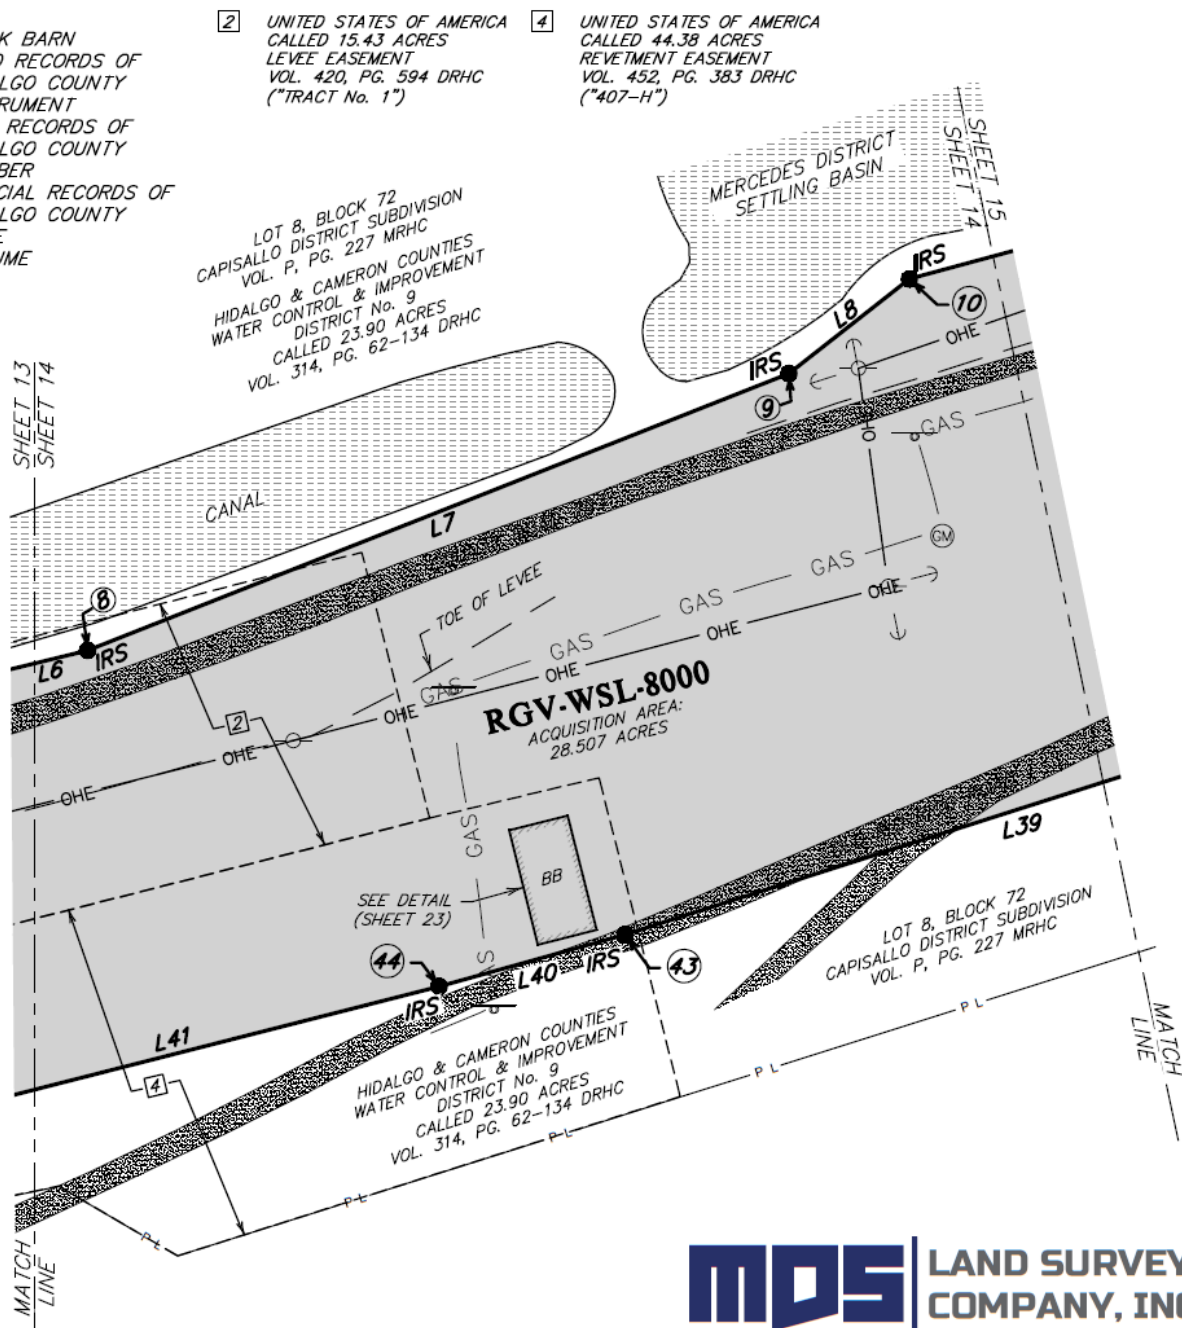 K BARN
RECORDS OF
LGO COUNTY
RUMENT
RECORDS OF
LGO COUNTY
BER
CIAL RECORDS OF
LGO COUNTY
E
UME
2
UNITED STATES OF AMERICA
CALLED 15.43 ACRES
LEVEE EASEMENT
VOL. 420, PG. 594 DRHC
("TRACT No. 1")
4
UNITED STATES OF AMERICA
CALLED 44.38 ACRES
REVETMENT EASEMENT
VOL. 452, PG. 383 DRHC
("407-H")
MERCEDES DISTRICT
SETTLING BASIN
SHEET 15
SHEET 14
LOT 8, BLOCK 72
CAPISALLO DISTRICT SUBDIVISION
VOL. P, PG. 227 MRHC
HIDALGO & CAMERON COUNTIES
WATER CONTROL & IMPROVEMENT
DISTRICT No. 9
CALLED 23.90 ACRES
VOL. 314, PG. 62-134 DRHC
SHEET 13
SHEET 14
IRS
10
L8
OHE
IRS
9
GAS
CANAL
L7
GM
GAS
TOE OF LEVEE
GAS
OHE
8
IRS
L6
GAS
OHE
OHE
GAS
OHE
RGV-WSL-8000
ACQUISITION AREA:
28.507 ACRES
2
OHE
OHE
GAS
L39
BB
SEE DETAIL
(SHEET 23)
44
IRS
L40
IRS
43
LOT 8, BLOCK 72
CAPISALLO DISTRICT SUBDIVISION
VOL. P, PG. 227 MRHC
L41
4
HIDALGO & CAMERON COUNTIES
WATER CONTROL & IMPROVEMENT
DISTRICT No. 9
CALLED 23.90 ACRES
VOL. 314, PG. 62-134 DRHC
PL
PL
PL
PL
PL
MATCH
LINE
MATCH
LINE
MDS
LAND SURVEY
COMPANY, INC